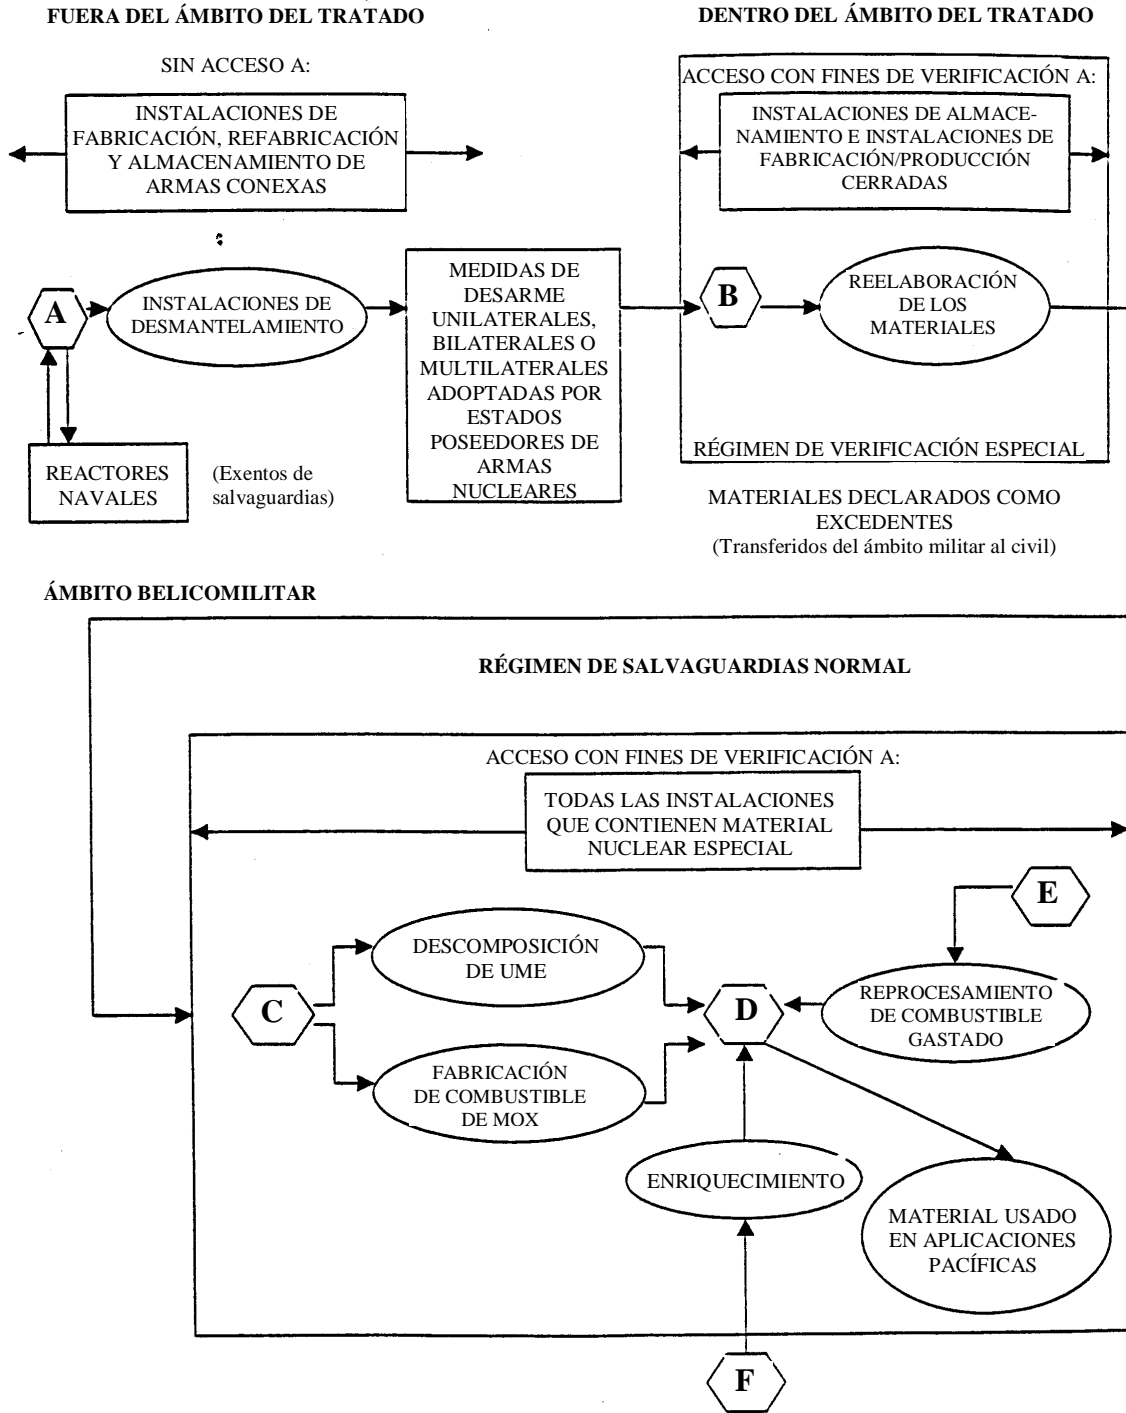 FUERA DEL ÁMBITO DEL TRATADO
SIN ACCESO A:
INSTALACIONES DE
FABRICACIÓN, REFABRICACIÓN
Y ALMACENAMIENTO DE
ARMAS CONEXAS
A
INSTALACIONES DE
DESMANTELAMIENTO
MEDIDAS DE
DESARME
UNILATERALES,
BILATERALES O
MULTILATERALES
ADOPTADAS POR
ESTADOS
POSEEDORES DE
ARMAS
NUCLEARES
REACTORES
NAVALES
(Exentos de
salvaguardias)
DENTRO DEL ÁMBITO DEL TRATADO
ACCESO CON FINES DE VERIFICACIÓN A:
INSTALACIONES DE ALMACE-
NAMIENTO E INSTALACIONES DE
FABRICACIÓN/PRODUCCIÓN
CERRADAS
B
REELABORACIÓN
DE LOS
MATERIALES
RÉGIMEN DE VERIFICACIÓN ESPECIAL
MATERIALES DECLARADOS COMO
EXCEDENTES
(Transferidos del ámbito militar al civil)
ÁMBITO BELICOMILITAR
RÉGIMEN DE SALVAGUARDIAS NORMAL
ACCESO CON FINES DE VERIFICACIÓN A:
TODAS LAS INSTALACIONES
QUE CONTIENEN MATERIAL
NUCLEAR ESPECIAL
E
DESCOMPOSICIÓN
DE UME
C
D
REPROCESAMIENTO
DE COMBUSTIBLE
GASTADO
FABRICACIÓN
DE COMBUSTIBLE
DE MOX
ENRIQUECIMIENTO
MATERIAL USADO
EN APLICACIONES
PACÍFICAS
F